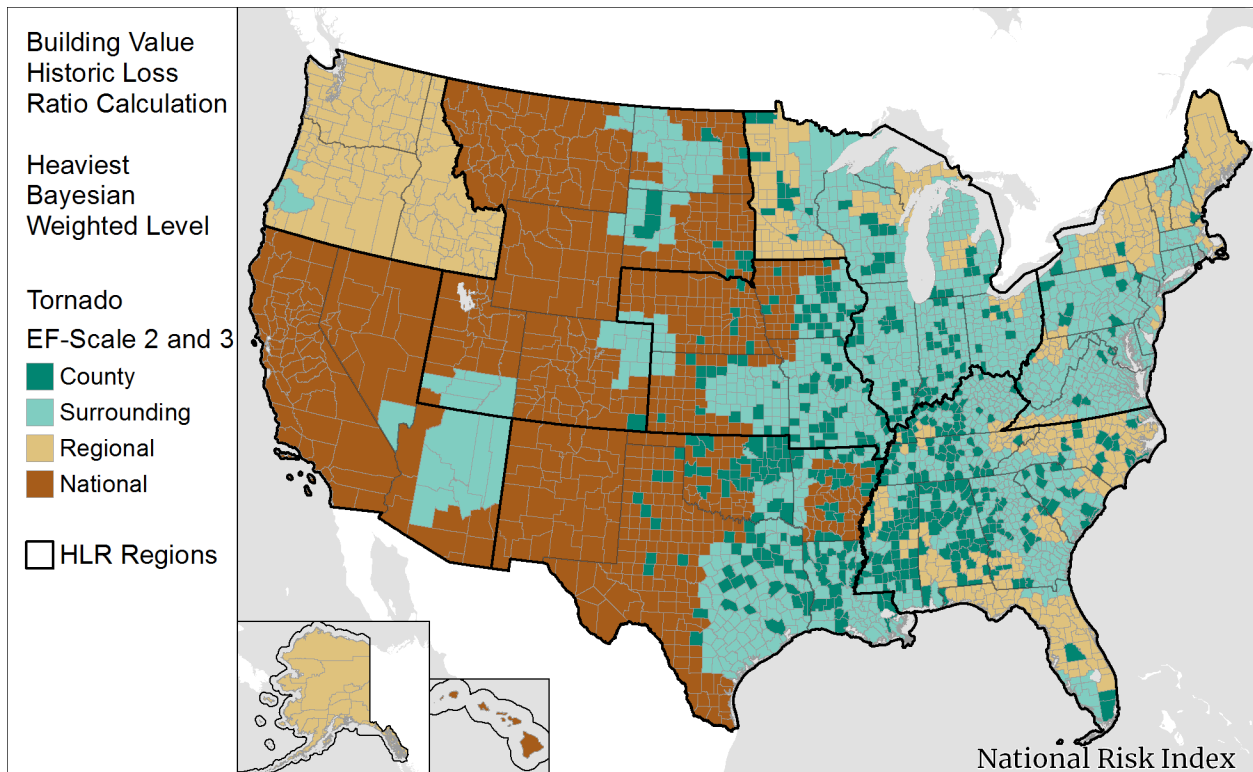 Building Value
Historic Loss
Ratio Calculation
Heaviest
Bayesian
Weighted Level
Tornado
EF-Scale 2 and 3
County
Surrounding
Regional
National
HLR Regions
National Risk Index